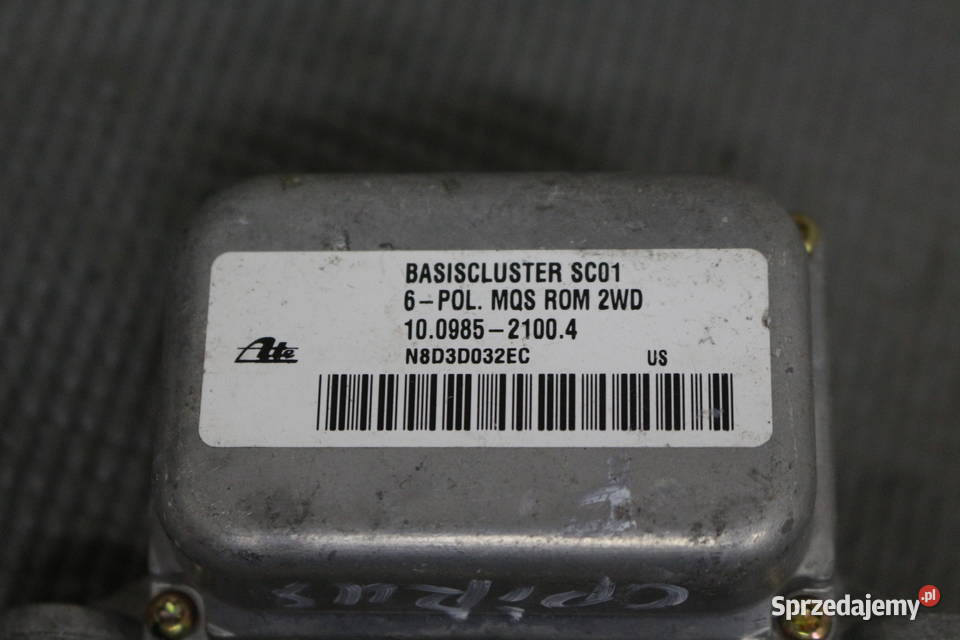 BASISCLUSTER SC01
6-POL. MQS ROM 2WD
10.0985-2100.4
Ate
N8D3D032EC US
Sprzedajemy.pl